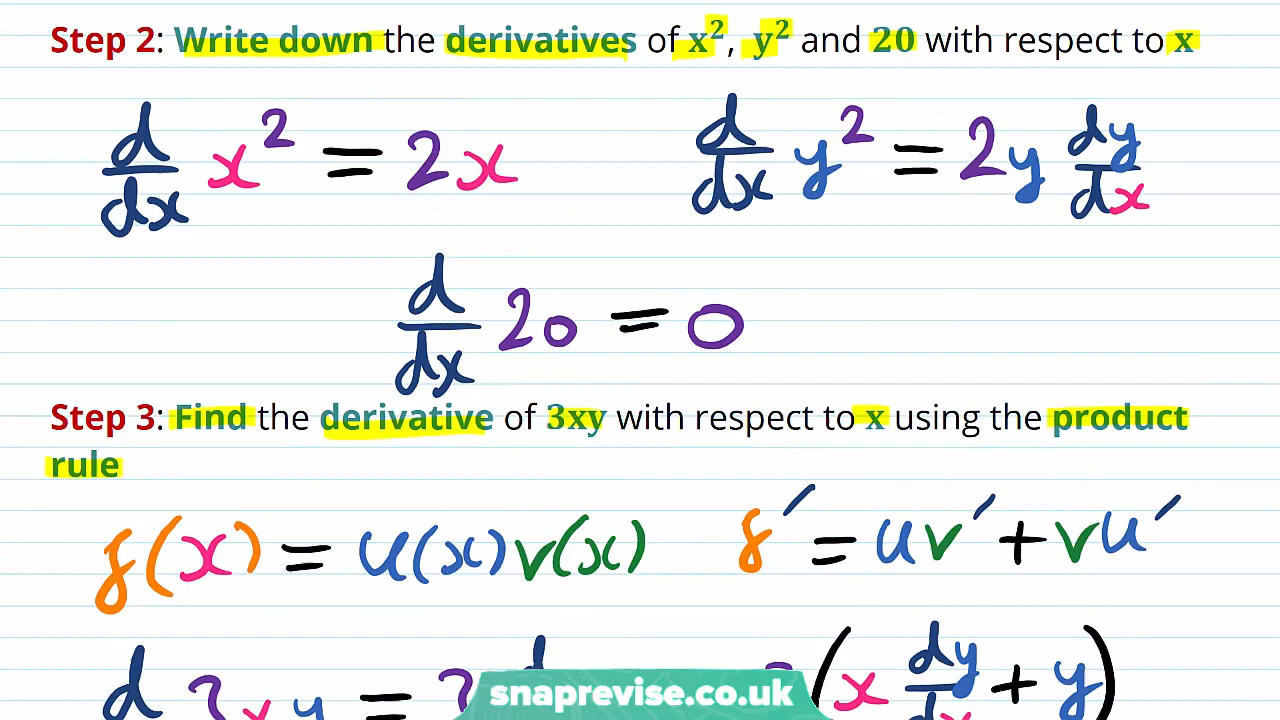 Step 2: Write down the derivatives of x², y² and 20 with respect to x
d/dx x² = 2x d/dx y² = 2y dy/dx
d/dx 20 = 0
Step 3: Find the derivative of 3xy with respect to x using the product
rule
f(x) = u(x)v(x) f′ = uv′ + vu′
(x dy/dx + y)
snaprevise.co.uk